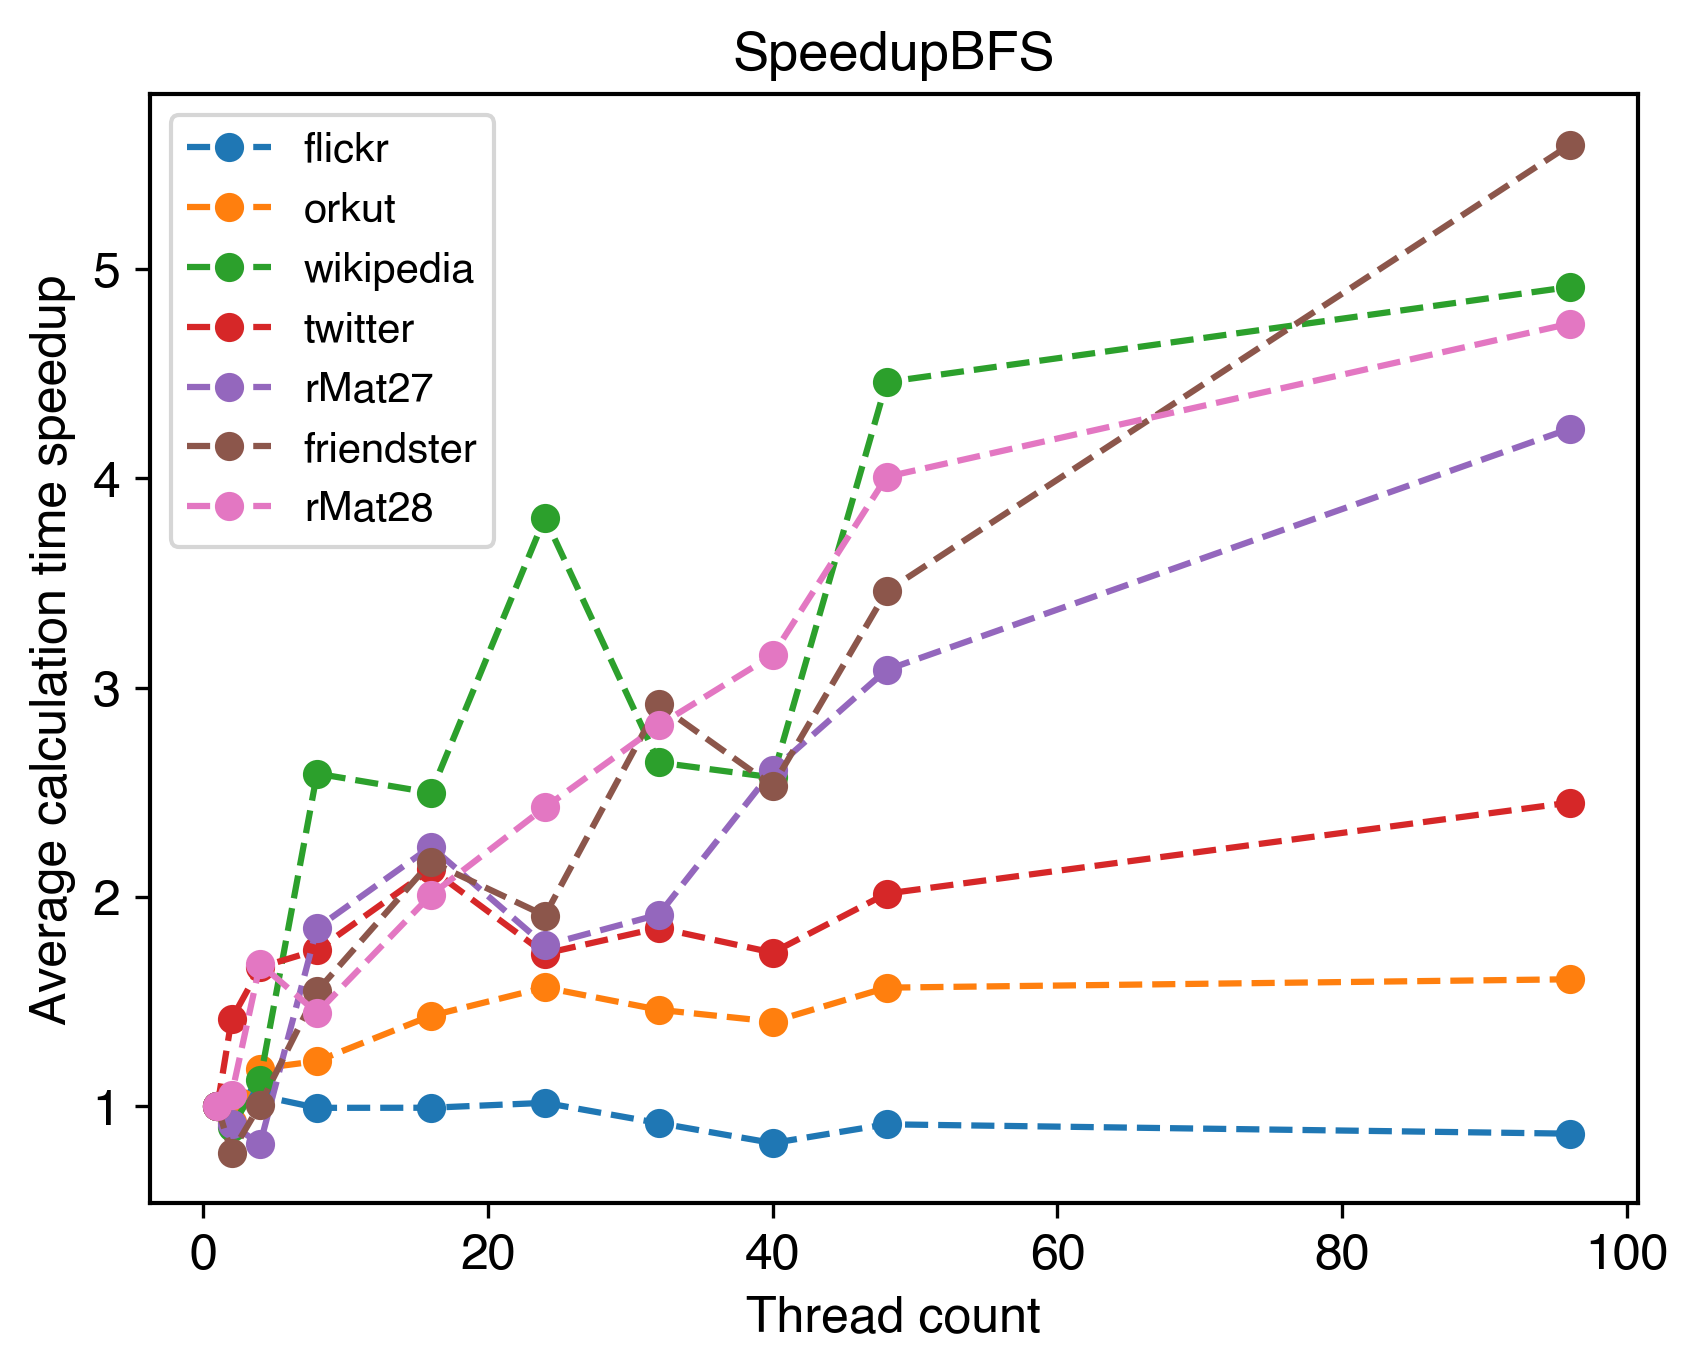 SpeedupBFS
flickr
orkut
wikipedia
twitter
rMat27
friendster
rMat28
Average calculation time speedup
5
4
3
2
1
0 20 40 60 80 100
Thread count